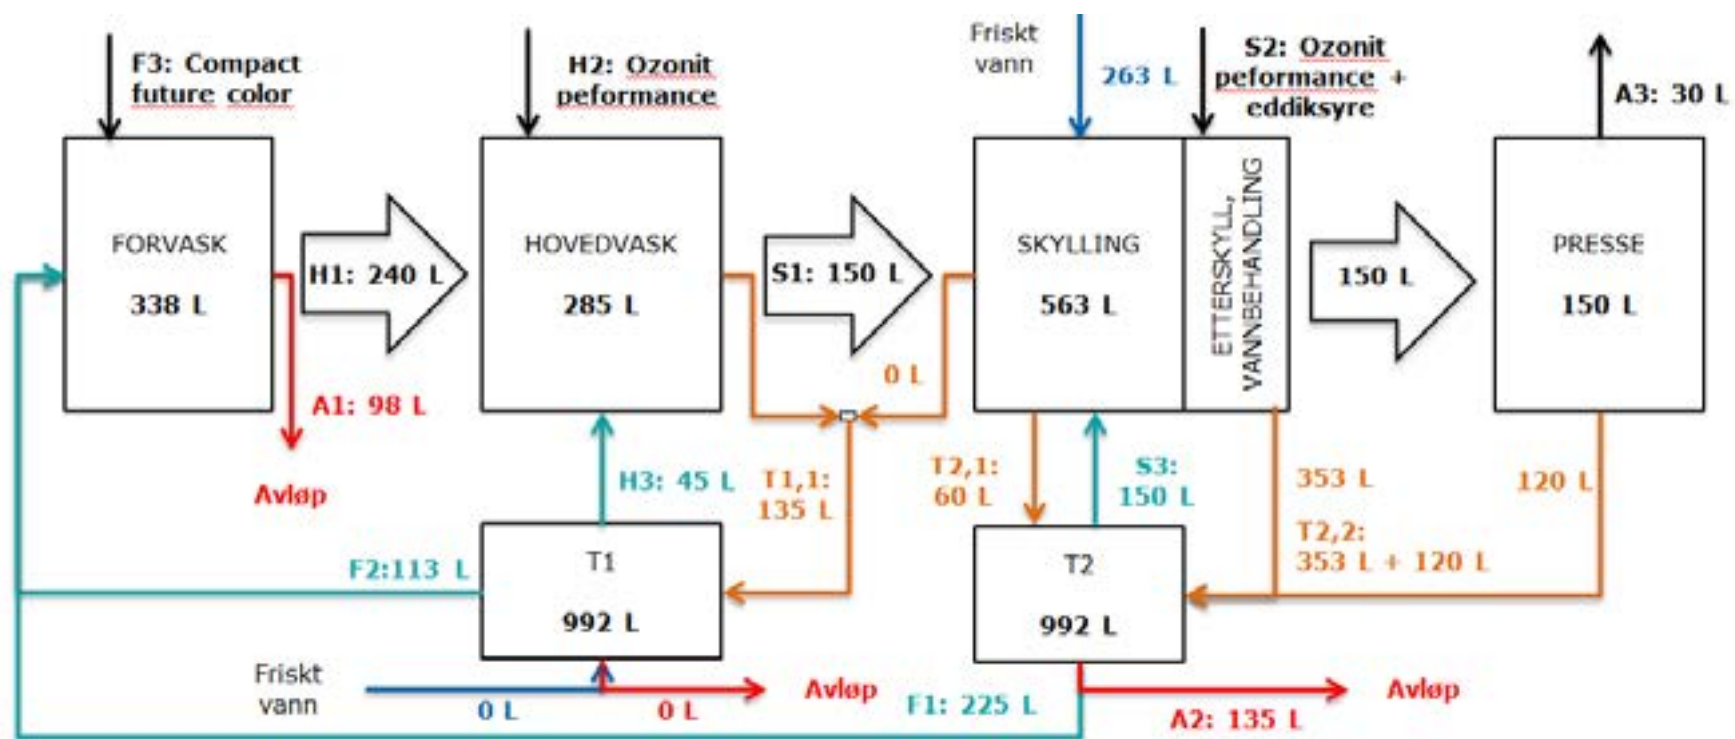 F3: Compact
future color
H2: Ozonit
peformance
Friskt
vann
263 L
S2: Ozonit
peformance +
eddiksyre
A3: 30 L
FORVASK
338 L
H1: 240 L
HOVEDVASK
285 L
S1: 150 L
SKYLLING
563 L
ETTERSKYLL,
VANNBEHANDLING
150 L
PRESSE
150 L
A1: 98 L
Avløp
0 L
H3: 45 L
T1,1:
135 L
T2,1:
60 L
S3:
150 L
353 L
120 L
T2,2:
353 L + 120 L
F2:113 L
T1
992 L
T2
992 L
Friskt
vann
0 L
0 L
Avløp
F1: 225 L
A2: 135 L
Avløp